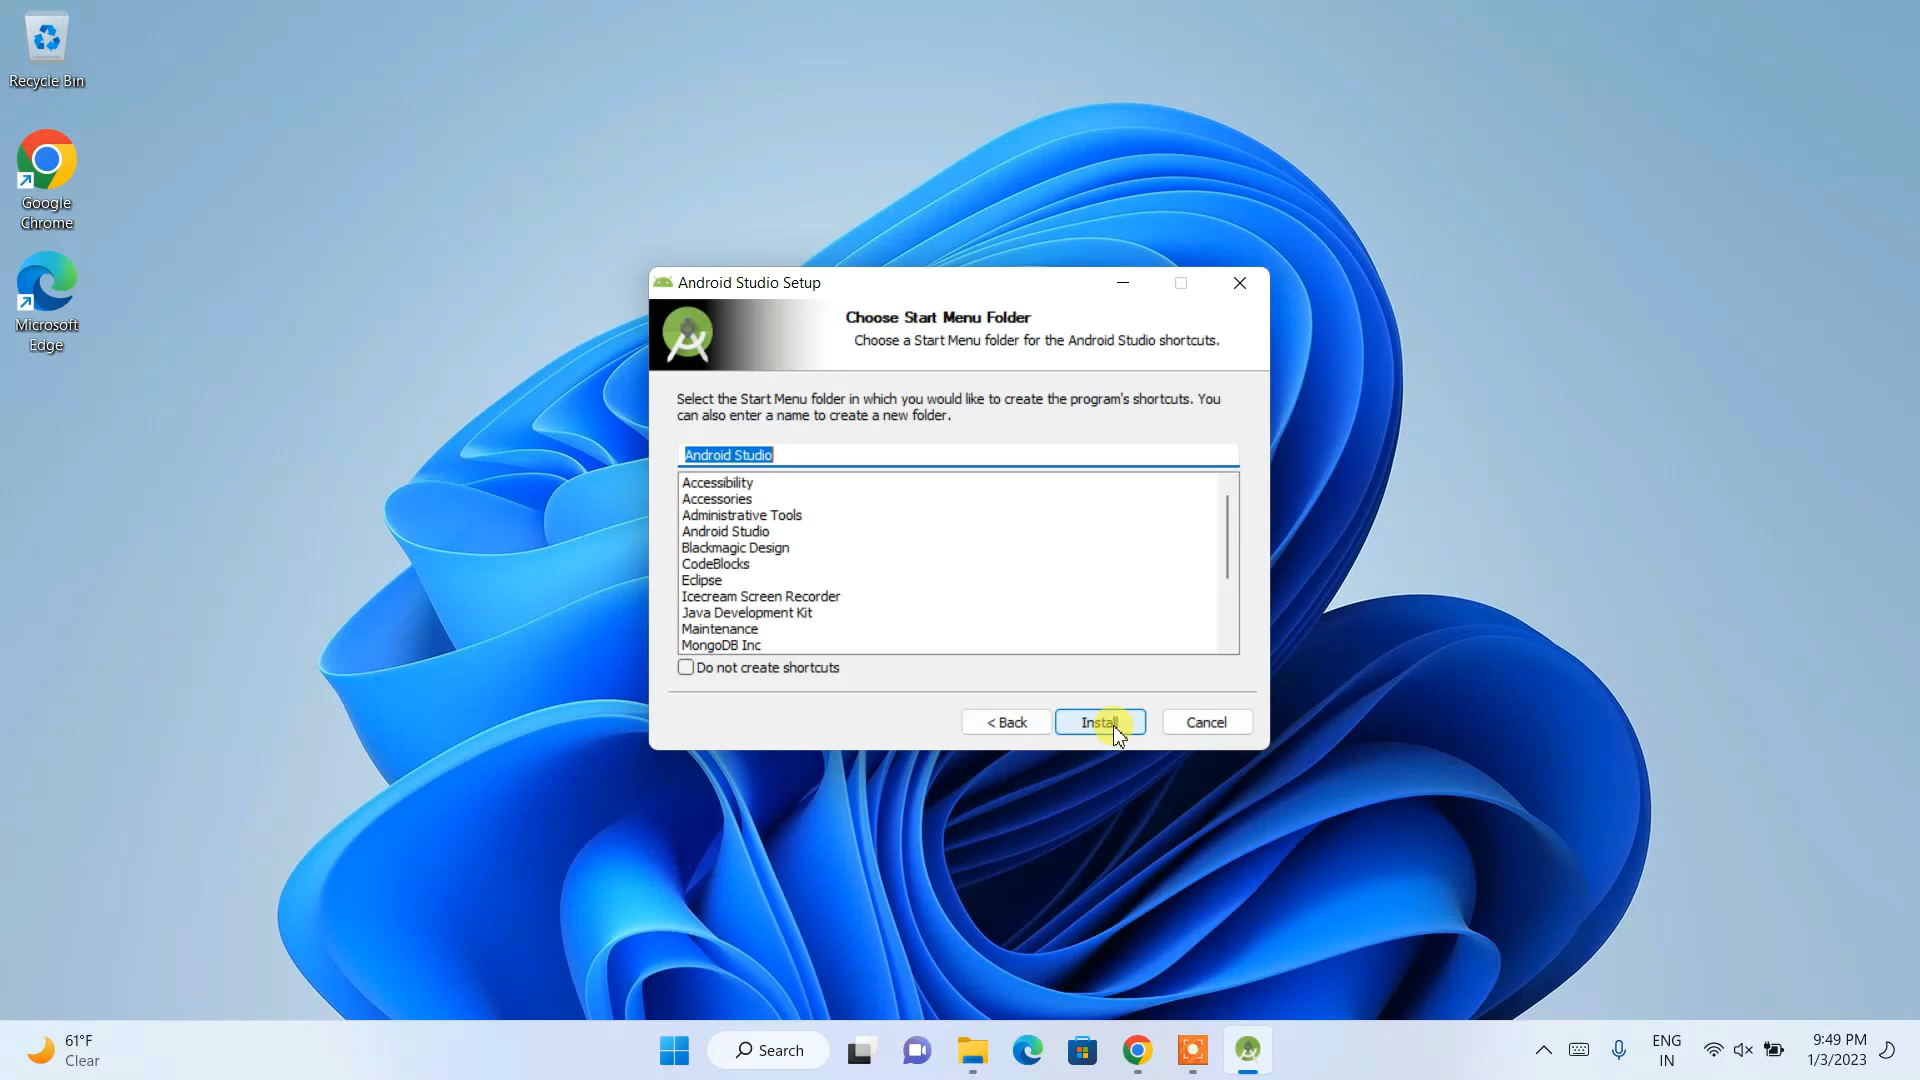 Recycle Bin
Google
Chrome
Microsoft
Edge
Android Studio Setup
Choose Start Menu Folder
Choose a Start Menu folder for the Android Studio shortcuts.
Select the Start Menu folder in which you would like to create the program's shortcuts. You
can also enter a name to create a new folder.
Android Studio
Accessibility
Accessories
Administrative Tools
Android Studio
Blackmagic Design
CodeBlocks
Eclipse
Icecream Screen Recorder
Java Development Kit
Maintenance
MongoDB Inc
Do not create shortcuts
< Back
Install
Cancel
61°F
Clear
Search
ENG
IN
9:49 PM
1/3/2023